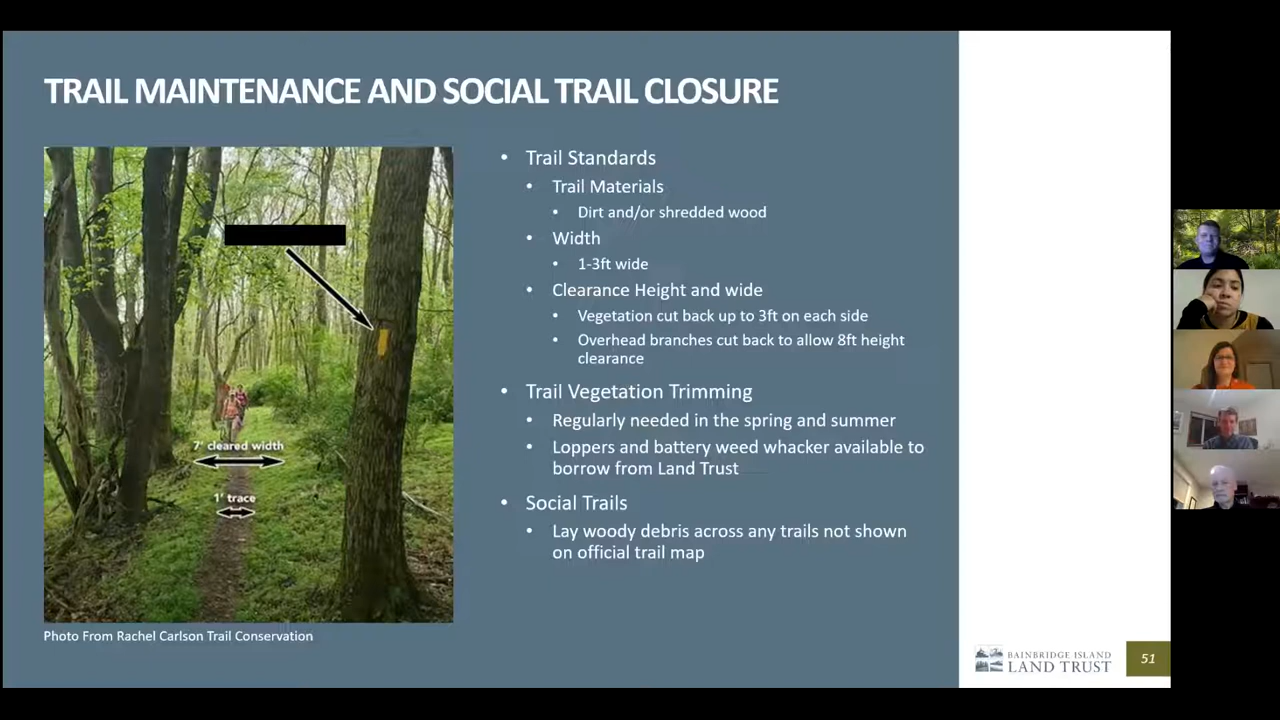 TRAIL MAINTENANCE AND SOCIAL TRAIL CLOSURE
7' cleared width
1' trace
Photo From Rachel Carlson Trail Conservation
• Trail Standards
• Trail Materials
• Dirt and/or shredded wood
• Width
• 1-3ft wide
• Clearance Height and wide
• Vegetation cut back up to 3ft on each side
• Overhead branches cut back to allow 8ft height
clearance
• Trail Vegetation Trimming
• Regularly needed in the spring and summer
• Loppers and battery weed whacker available to
borrow from Land Trust
• Social Trails
• Lay woody debris across any trails not shown
on official trail map
BAINBRIDGE ISLAND
LAND TRUST
51